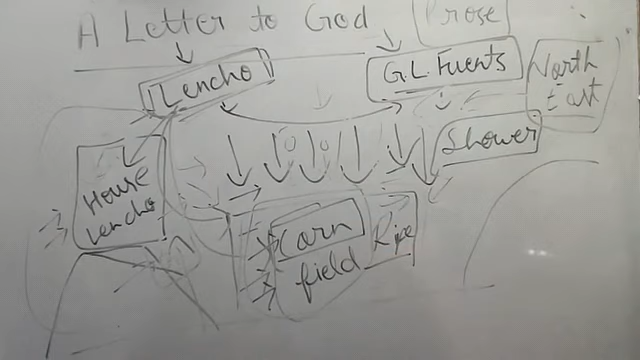 A Letter to God Prose
Lencho
G.L. Fuents
North
East
Shower
House
Lencho
Corn
field Ripe